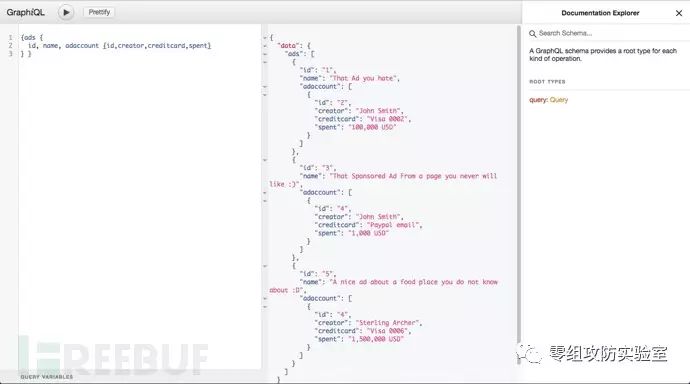 GraphiQL
Prettify
Documentation Explorer
Search Schema...
A GraphQL schema provides a root type for each
kind of operation.
ROOT TYPES
query: Query
1
2
3
{ads {
id, name, adaccount {id,creator,creditcard,spent}
} }
{
"data": {
"ads": [
{
"id": "1",
"name": "That Ad you hate",
"adaccount": [
{
"id": "2",
"creator": "John Smith",
"creditcard": "Visa 0002",
"spent": "100,000 USD"
}
]
},
{
"id": "3",
"name": "That Sponsored Ad From a page you never will
like :)",
"adaccount": [
{
"id": "4",
"creator": "John Smith",
"creditcard": "Paypal email",
"spent": "1,000 USD"
}
]
},
{
"id": "5",
"name": "A nice ad about a food place you do not know
about :D",
"adaccount": [
{
"id": "4",
"creator": "Sterling Archer",
"creditcard": "Visa 0006",
"spent": "1,500,000 USD"
}
]
}
]
}
QUERY VARIABLES
FREEBUF
零组攻防实验室